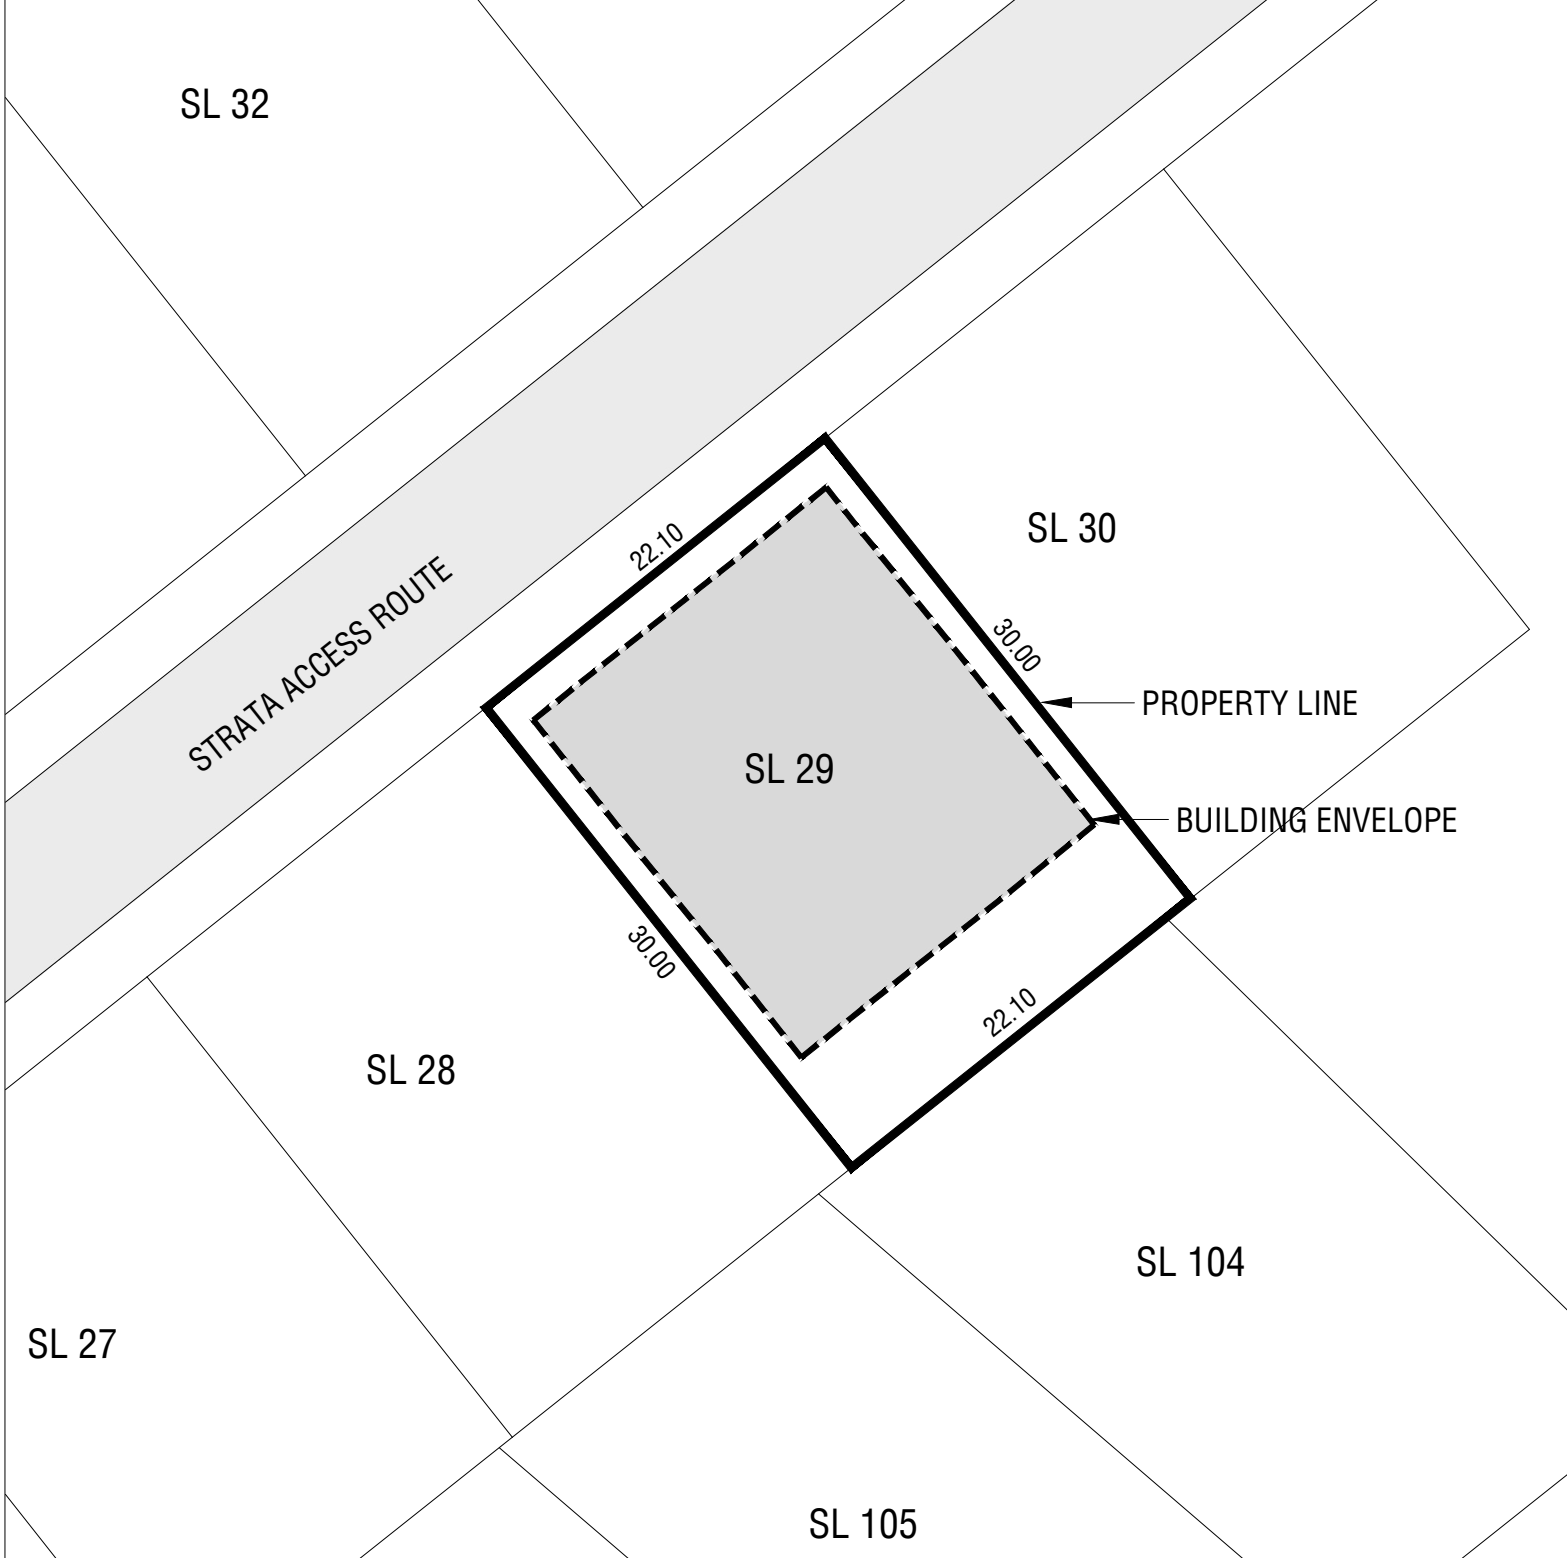 SL 32
SL 30
22.10
STRATA ACCESS ROUTE
30.00
PROPERTY LINE
SL 29
BUILDING ENVELOPE
30.00
22.10
SL 28
SL 104
SL 27
SL 105